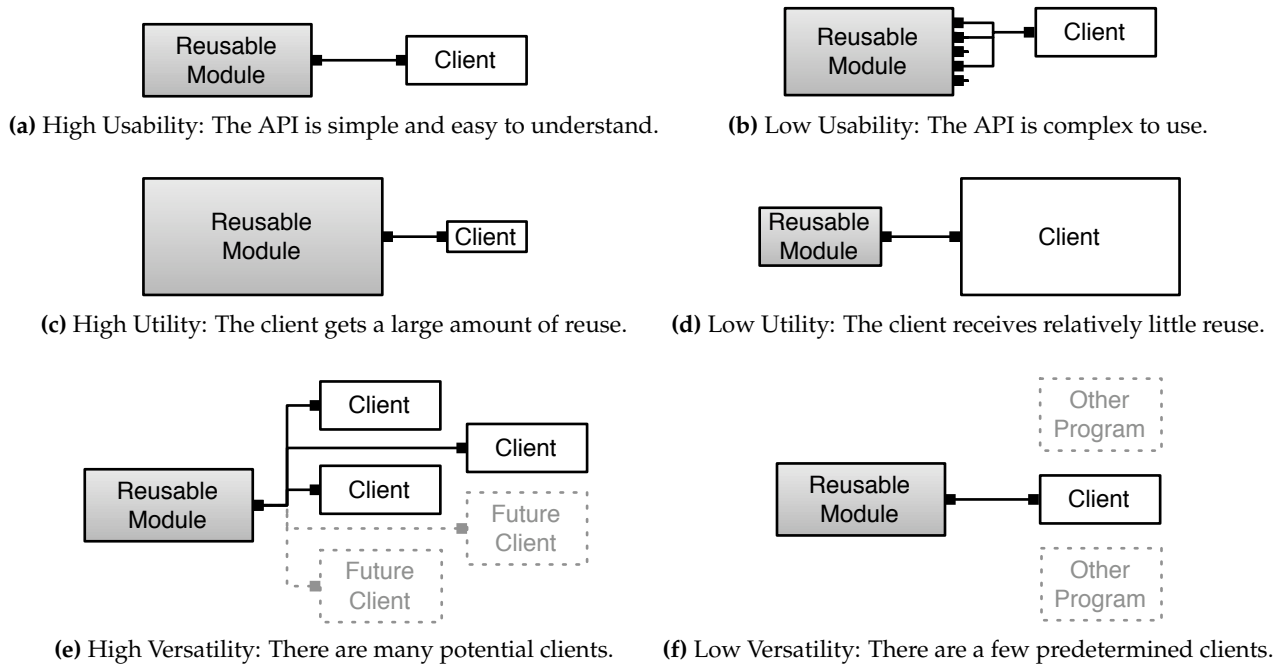 Reusable
Module
Client
Reusable
Module
Client
(a) High Usability: The API is simple and easy to understand.
(b) Low Usability: The API is complex to use.
Reusable
Module
Client
Reusable
Module
Client
(c) High Utility: The client gets a large amount of reuse.
(d) Low Utility: The client receives relatively little reuse.
Client
Client
Reusable
Module
Client
Future
Client
Future
Client
Other
Program
Reusable
Module
Client
Other
Program
(e) High Versatility: There are many potential clients.
(f) Low Versatility: There are a few predetermined clients.